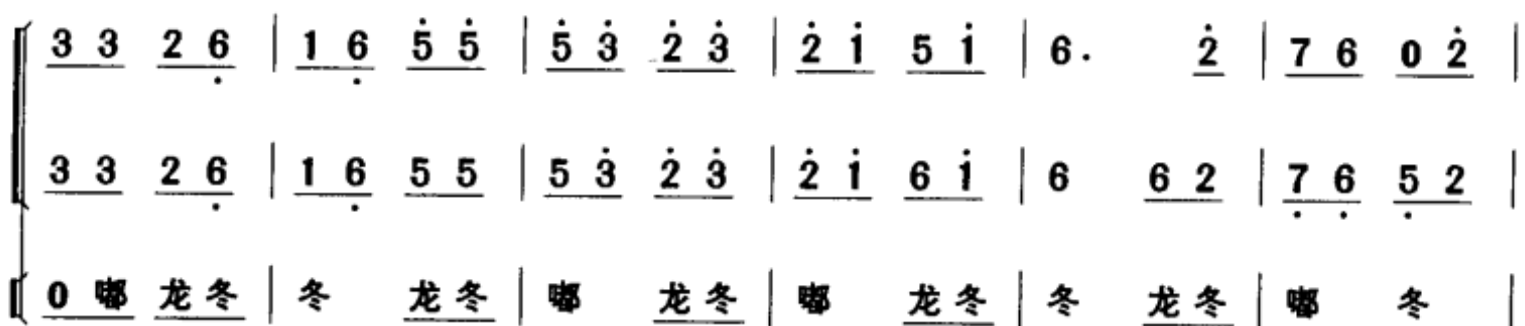 3 3 2 6̣ | 1 6̣ 5̇ 5̇ | 5̇ 3̇ 2̇ 3̇ | 2̇ 1̇ 5 1̇ | 6. 2̇ | 7 6 0 2̇ |
3 3 2 6̣ | 1 6̣ 5 5 | 5 3̇ 2̇ 3̇ | 2̇ 1̇ 6 1̇ | 6 6 2 | 7̣ 6̣ 5̣ 2 |
0 嘟 龙 冬 | 冬 龙 冬 | 嘟 龙 冬 | 嘟 龙 冬 | 冬 龙 冬 | 嘟 冬 |